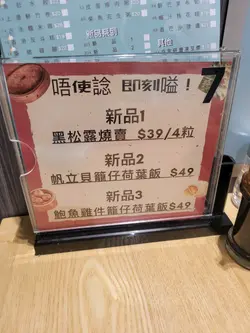 唔使諗 即刻嗌！
7
新品1
黑松露燒賣 $39/4粒
新品2
帆立貝籠仔荷葉飯 $49
新品3
鮑魚雞件籠仔荷葉飯$49